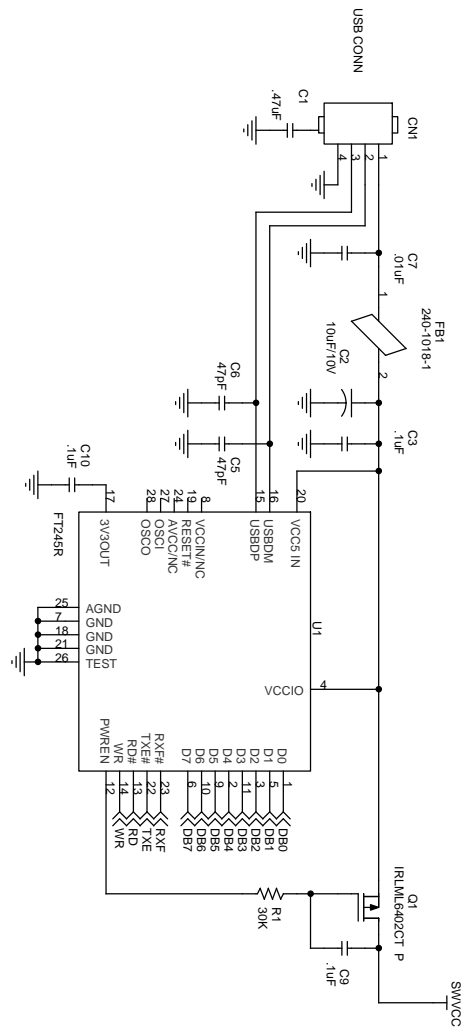 USB CONN
CN1
1
2
3
4
C1
.47uF
C7
.01uF
1
FB1
240-1018-1
2
C2
10uF/10V
C3
.1uF
C6
47pF
C5
47pF
C10
.1uF
U1
FT245R
20
VCC5 IN
16
USBDM
15
USBDP
8
VCCIN/NC
19
RESET#
24
AVCC/NC
27
OSCI
28
OSCO
17
3V3OUT
4
VCCIO
25
AGND
7
GND
18
GND
21
GND
26
TEST
D0
1
DB0
D1
5
DB1
D2
3
DB2
D3
11
DB3
D4
2
DB4
D5
9
DB5
D6
10
DB6
D7
6
DB7
RXF#
23
RXF
TXE#
22
TXE
RD#
13
RD
WR
14
WR
PWREN
12
R1
30K
C9
.1uF
Q1
IRLML6402CT P
SWVCC